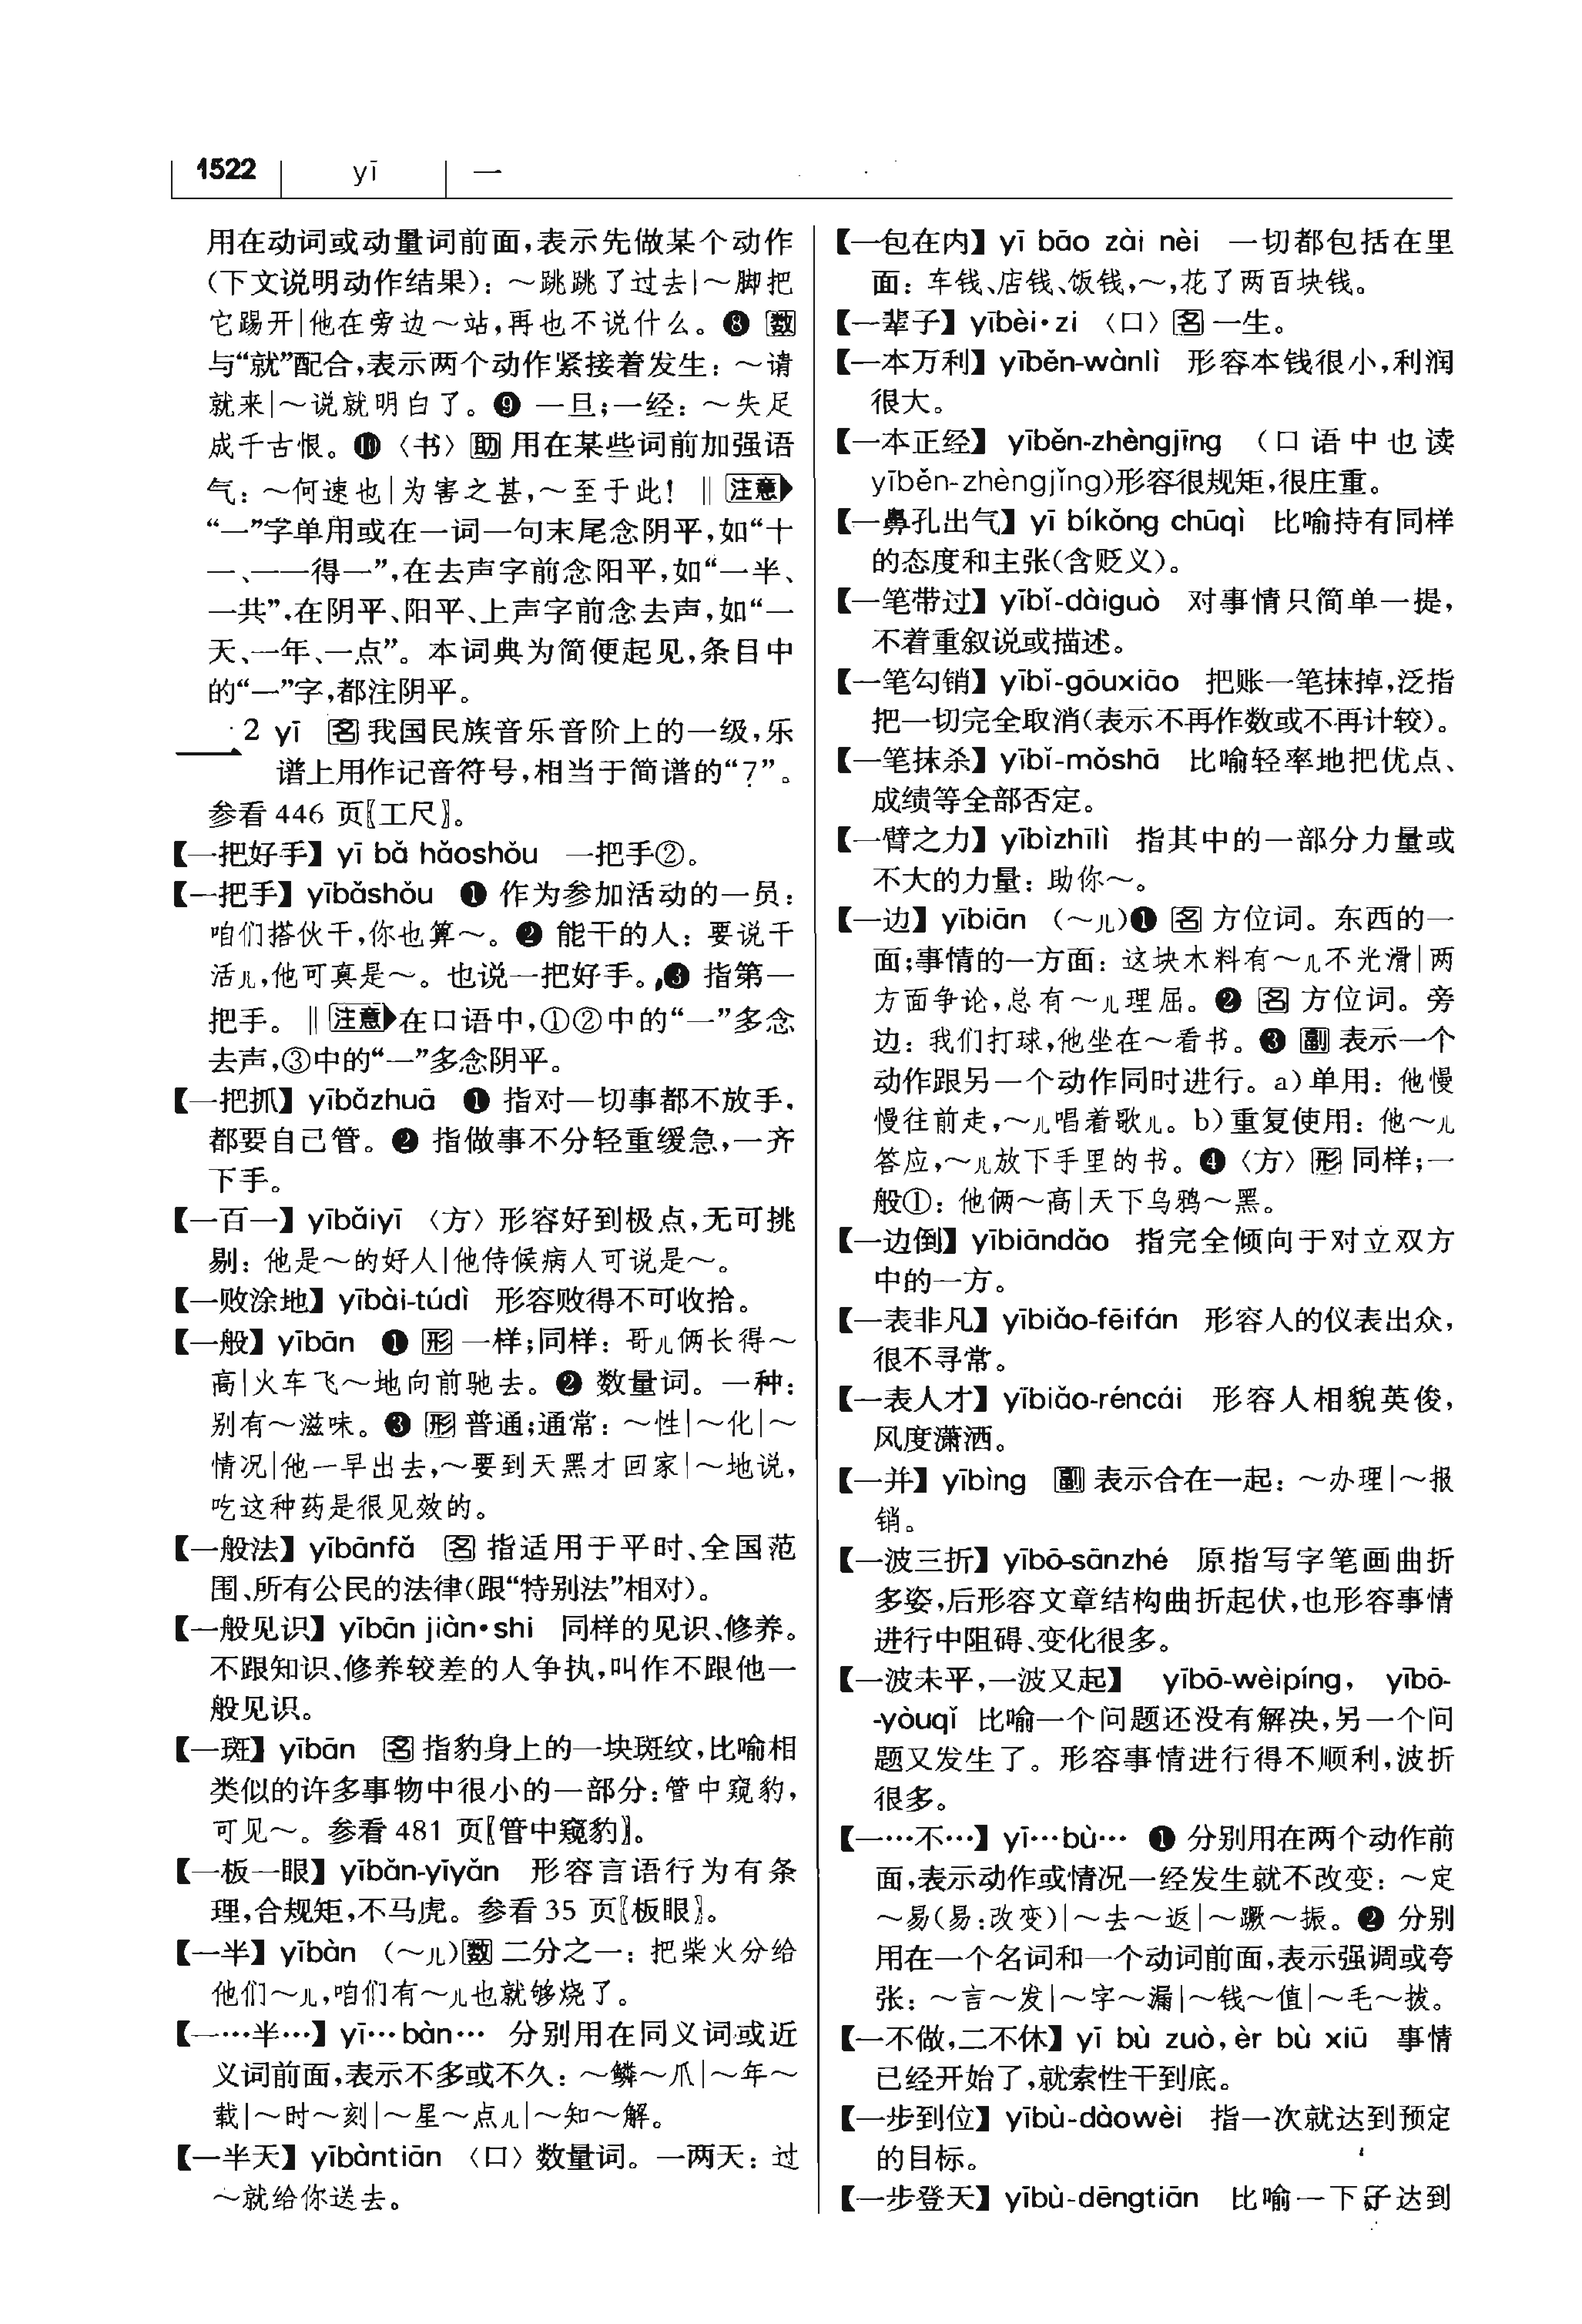 1522 yī 一
用在动词或动量词前面,表示先做某个动作
(下文说明动作结果):～跳跳了过去|～脚把
它踢开|他在旁边～站,再也不说什么。❽ 数
与“就”配合,表示两个动作紧接着发生:～请
就来|～说就明白了。❾ 一旦;一经:～失足
成千古恨。❿〈书〉助 用在某些词前加强语
气:～何速也|为害之甚,～至于此! ‖ 注意
“一”字单用或在一词一句末尾念阴平,如“十
一、一一得一”,在去声字前念阳平,如“一半、
一共”,在阴平、阳平、上声字前念去声,如“一
天、一年、一点”。本词典为简便起见,条目中
的“一”字,都注阴平。
一2 yī 名 我国民族音乐音阶上的一级,乐
谱上用作记音符号,相当于简谱的“7̣”。
参看446 页〖工尺〗。
【一把好手】yī bǎ hǎoshǒu 一把手②。
【一把手】yībǎshǒu ❶ 作为参加活动的一员:
咱们搭伙干,你也算～。❷ 能干的人:要说干
活儿,他可真是～。也说一把好手。❸ 指第一
把手。‖ 注意 在口语中,①②中的“一”多念
去声,③中的“一”多念阴平。
【一把抓】yībǎzhuā ❶ 指对一切事都不放手,
都要自己管。❷ 指做事不分轻重缓急,一齐
下手。
【一百一】yībǎiyī〈方〉形容好到极点,无可挑
剔:他是～的好人|他侍候病人可说是～。
【一败涂地】yībài-túdì 形容败得不可收拾。
【一般】yībān ❶ 形 一样;同样:哥儿俩长得～
高|火车飞～地向前驰去。❷ 数量词。一种:
别有～滋味。❸ 形 普通;通常:～性|～化|～
情况|他一早出去,～要到天黑才回家|～地说,
吃这种药是很见效的。
【一般法】yībānfǎ 名 指适用于平时、全国范
围、所有公民的法律(跟“特别法”相对)。
【一般见识】yībān jiàn·shi 同样的见识、修养。
不跟知识、修养较差的人争执,叫作不跟他一
般见识。
【一斑】yībān 名 指豹身上的一块斑纹,比喻相
类似的许多事物中很小的一部分:管中窥豹,
可见～。参看481 页〖管中窥豹〗。
【一板一眼】yībǎn-yīyǎn 形容言语行为有条
理,合规矩,不马虎。参看35 页〖板眼〗。
【一半】yībàn (～儿)数 二分之一:把柴火分给
他们～儿,咱们有～儿也就够烧了。
【一…半…】yī…bàn… 分别用在同义词或近
义词前面,表示不多或不久:～鳞～爪|～年～
载|～时～刻|～星～点儿|～知～解。
【一半天】yībàntiān〈口〉数量词。一两天:过
～就给你送去。
【一包在内】yī bāo zài nèi 一切都包括在里
面:车钱、店钱、饭钱,～,花了两百块钱。
【一辈子】yībèi·zi〈口〉名 一生。
【一本万利】yīběn-wànlì 形容本钱很小,利润
很大。
【一本正经】yīběn-zhèngjīng (口语中也读
yīběn-zhèngjǐng)形容很规矩,很庄重。
【一鼻孔出气】yī bíkǒng chūqì 比喻持有同样
的态度和主张(含贬义)。
【一笔带过】yībǐ-dàiguò 对事情只简单一提,
不着重叙说或描述。
【一笔勾销】yībǐ-gōuxiāo 把账一笔抹掉,泛指
把一切完全取消(表示不再作数或不再计较)。
【一笔抹杀】yībǐ-mǒshā 比喻轻率地把优点、
成绩等全部否定。
【一臂之力】yībìzhīlì 指其中的一部分力量或
不大的力量:助你～。
【一边】yībiān (～儿)❶ 名 方位词。东西的一
面;事情的一方面:这块木料有～儿不光滑|两
方面争论,总有～儿理屈。❷ 名 方位词。旁
边:我们打球,他坐在～看书。❸ 副 表示一个
动作跟另一个动作同时进行。a)单用:他慢
慢往前走,～儿唱着歌儿。b)重复使用:他～儿
答应,～儿放下手里的书。❹〈方〉形 同样;一
般①:他俩～高|天下乌鸦～黑。
【一边倒】yībiāndǎo 指完全倾向于对立双方
中的一方。
【一表非凡】yībiǎo-fēifán 形容人的仪表出众,
很不寻常。
【一表人才】yībiǎo-réncái 形容人相貌英俊,
风度潇洒。
【一并】yībìng 副 表示合在一起:～办理|～报
销。
【一波三折】yībō-sānzhé 原指写字笔画曲折
多姿,后形容文章结构曲折起伏,也形容事情
进行中阻碍、变化很多。
【一波未平,一波又起】 yībō-wèipíng, yībō-
-yòuqǐ 比喻一个问题还没有解决,另一个问
题又发生了。形容事情进行得不顺利,波折
很多。
【一…不…】yī…bù… ❶ 分别用在两个动作前
面,表示动作或情况一经发生就不改变:～定
～易(易:改变)|～去～返|～蹶～振。❷ 分别
用在一个名词和一个动词前面,表示强调或夸
张:～言～发|～字～漏|～钱～值|～毛～拔。
【一不做,二不休】yī bù zuò, èr bù xiū 事情
已经开始了,就索性干到底。
【一步到位】yībù-dàowèi 指一次就达到预定
的目标。
【一步登天】yībù-dēngtiān 比喻一下子达到